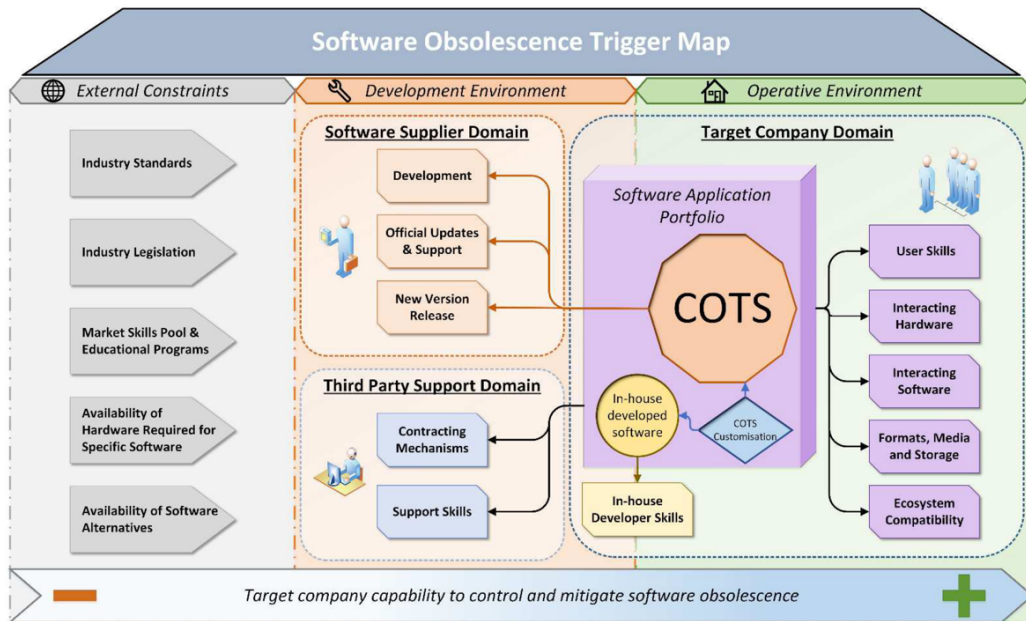 Software Obsolescence Trigger Map
External Constraints
Development Environment
Operative Environment
Industry Standards
Industry Legislation
Market Skills Pool &
Educational Programs
Availability of
Hardware Required for
Specific Software
Availability of Software
Alternatives
Software Supplier Domain
Development
Official Updates
& Support
New Version
Release
Third Party Support Domain
Contracting
Mechanisms
Support Skills
Target Company Domain
Software Application
Portfolio
COTS
In-house
developed
software
COTS
Customisation
In-house
Developer Skills
User Skills
Interacting
Hardware
Interacting
Software
Formats, Media
and Storage
Ecosystem
Compatibility
Target company capability to control and mitigate software obsolescence